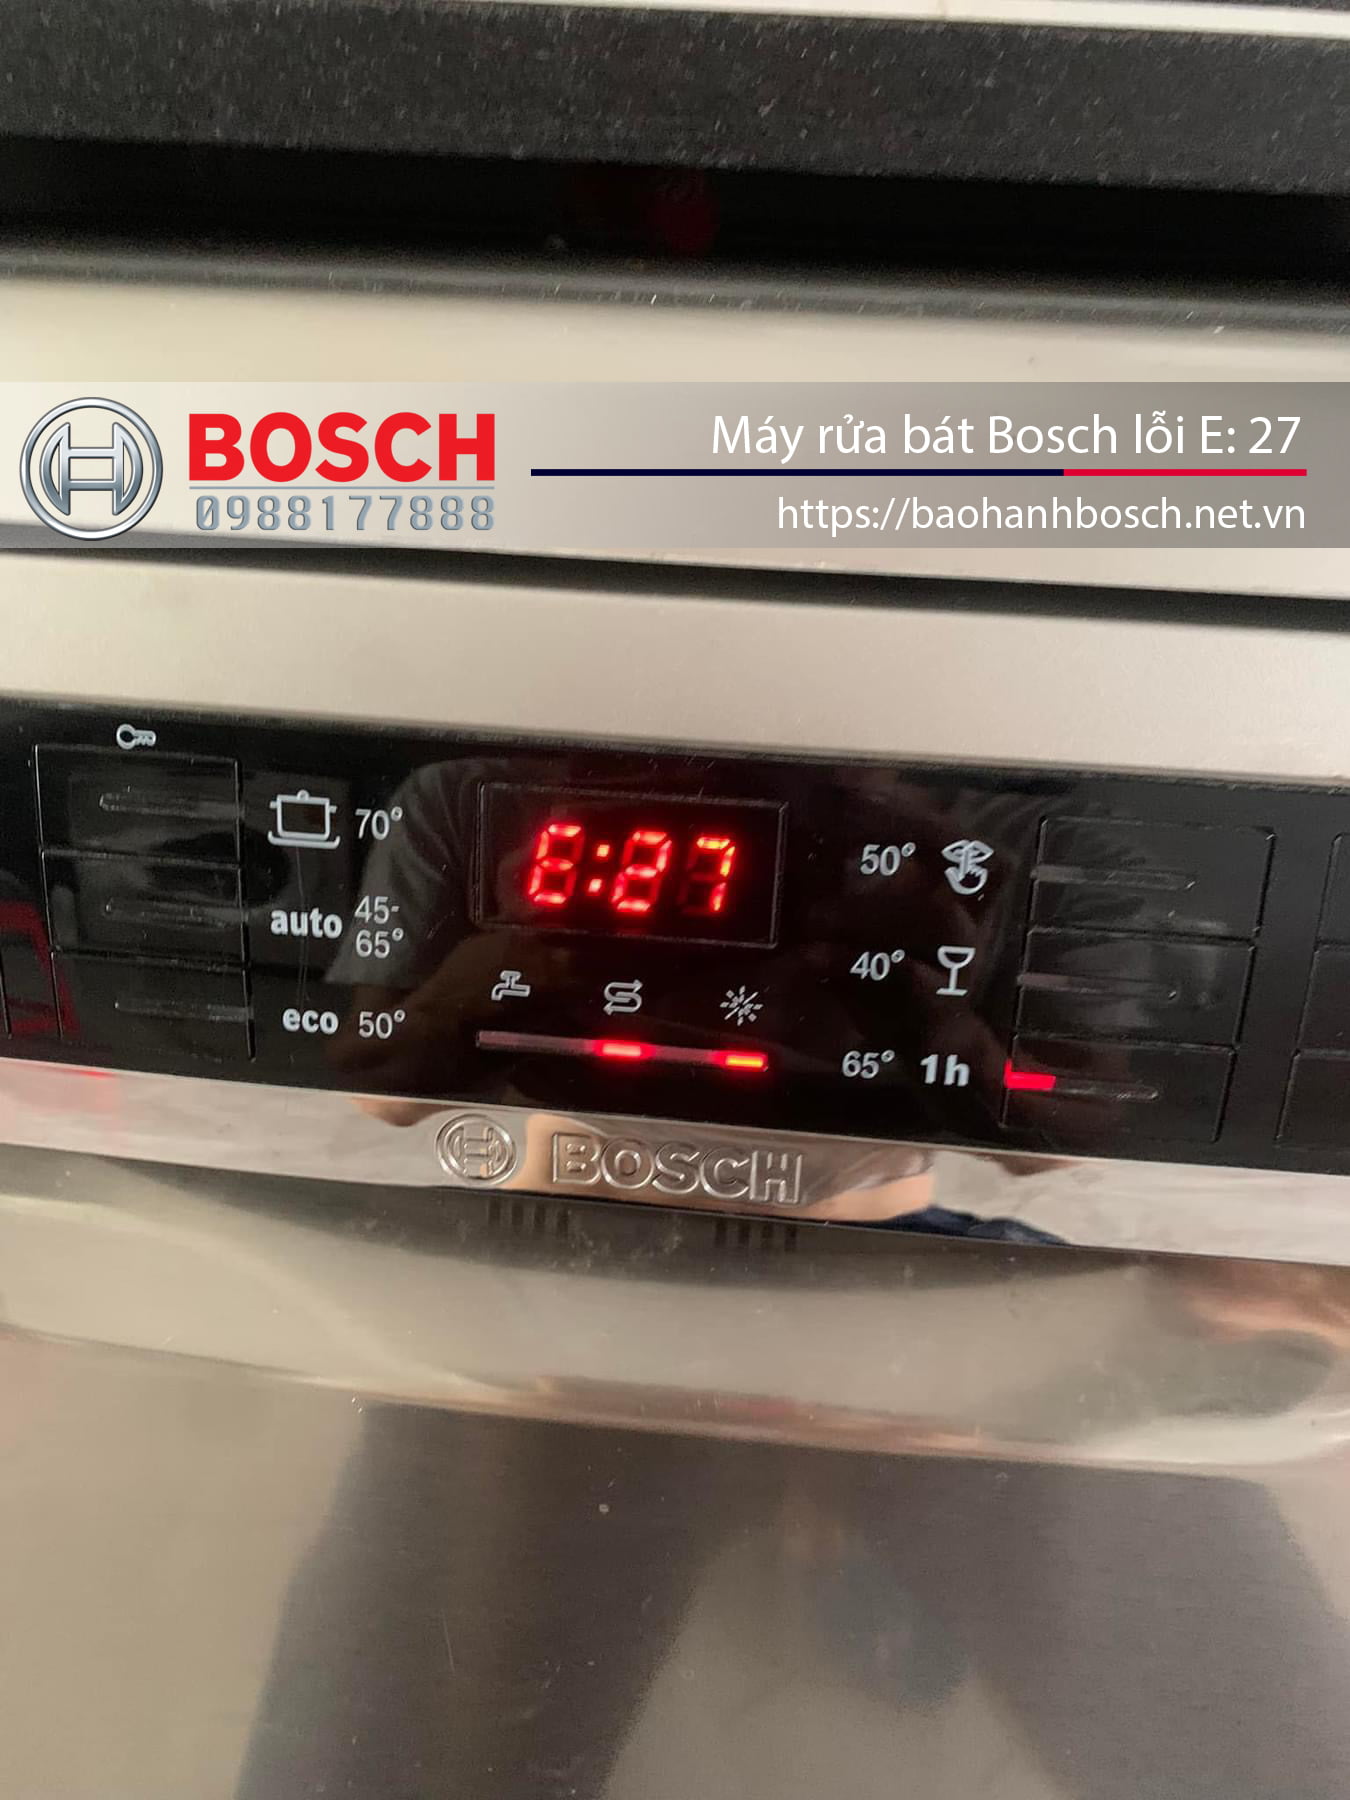 BOSCH
0988177888
Máy rửa bát Bosch lỗi E: 27
https://baohanhbosch.net.vn
70°
auto 45-
65°
eco 50°
E:27
50°
40°
65° 1h
BOSCH